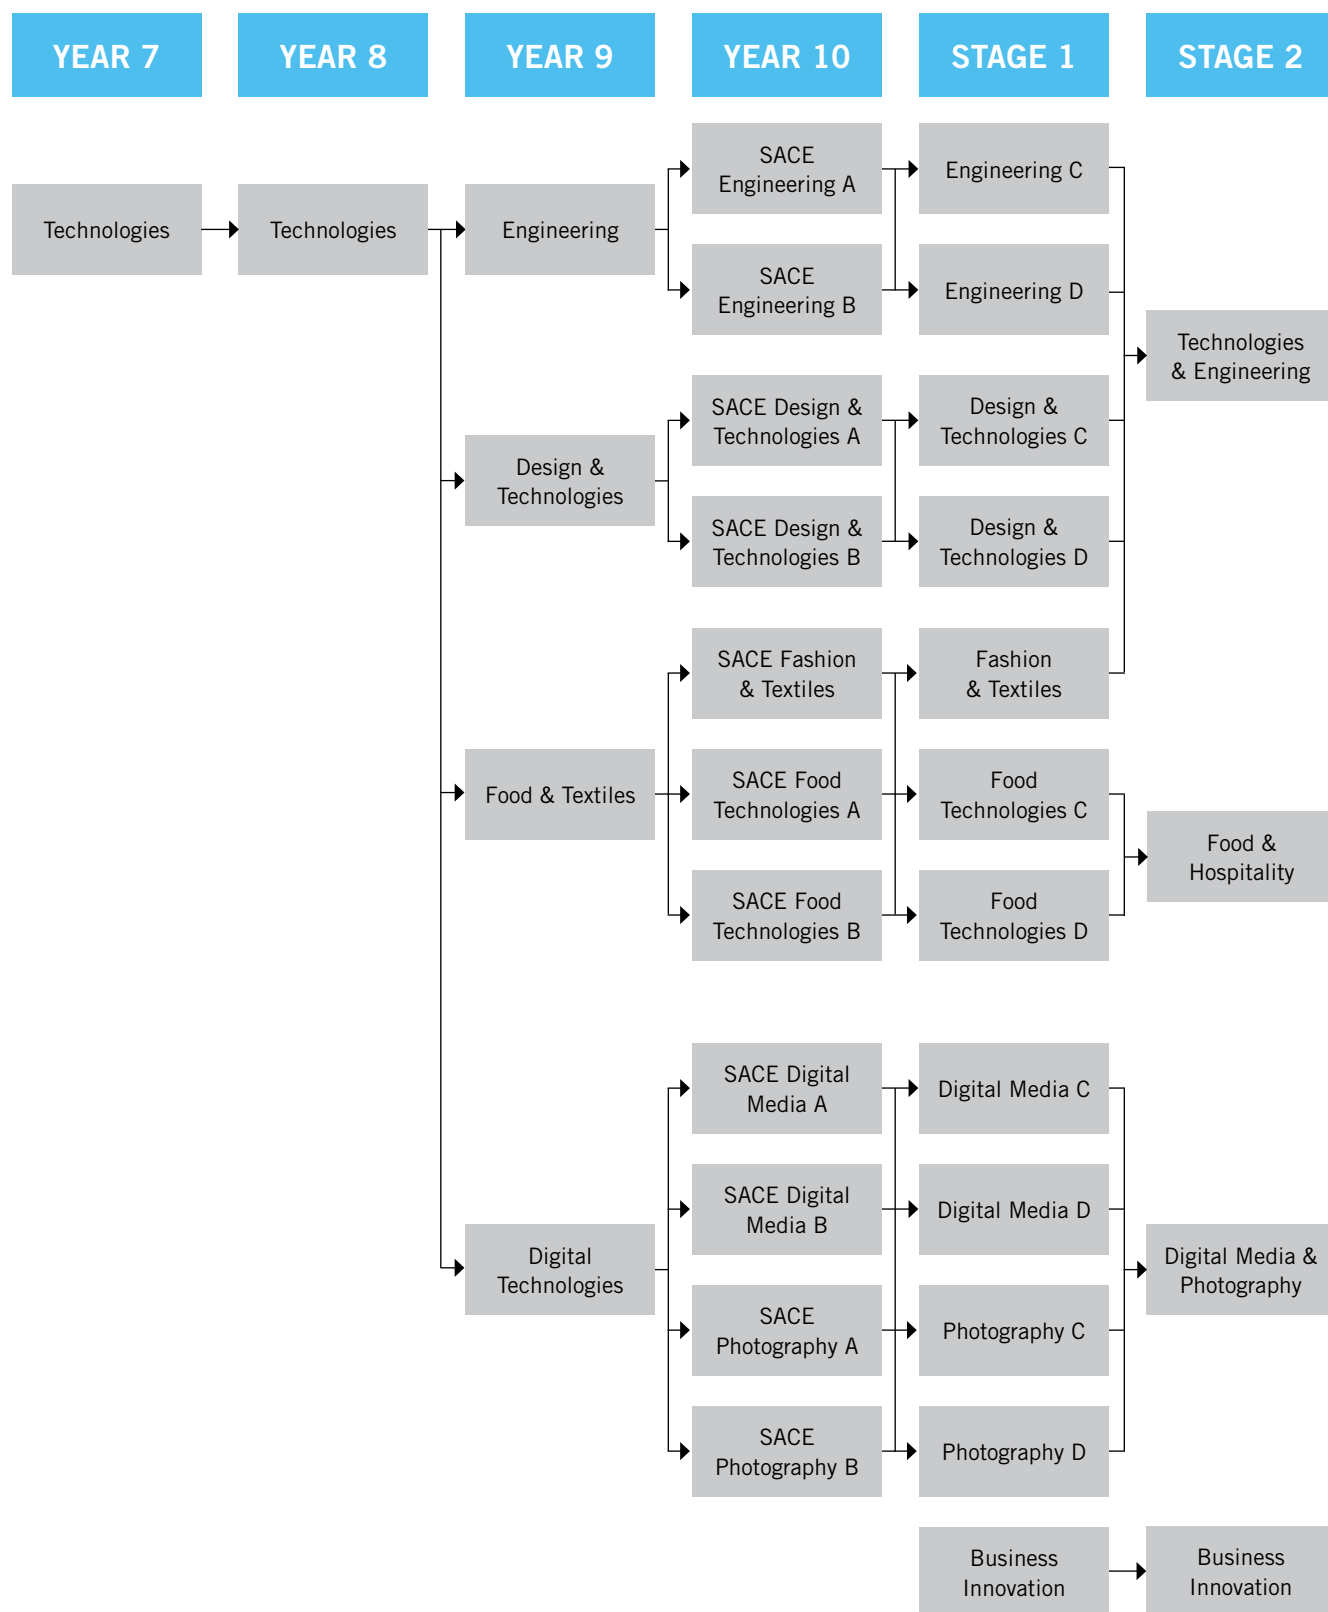 YEAR 7
YEAR 8
YEAR 9
YEAR 10
STAGE 1
STAGE 2
Technologies
Technologies
Engineering
SACE
Engineering A
Engineering C
SACE
Engineering B
Engineering D
Technologies
& Engineering
Design &
Technologies
SACE Design &
Technologies A
Design &
Technologies C
SACE Design &
Technologies B
Design &
Technologies D
Food & Textiles
SACE Fashion
& Textiles
Fashion
& Textiles
SACE Food
Technologies A
Food
Technologies C
SACE Food
Technologies B
Food
Technologies D
Food &
Hospitality
Digital
Technologies
SACE Digital
Media A
Digital Media C
SACE Digital
Media B
Digital Media D
SACE
Photography A
Photography C
SACE
Photography B
Photography D
Digital Media &
Photography
Business
Innovation
Business
Innovation